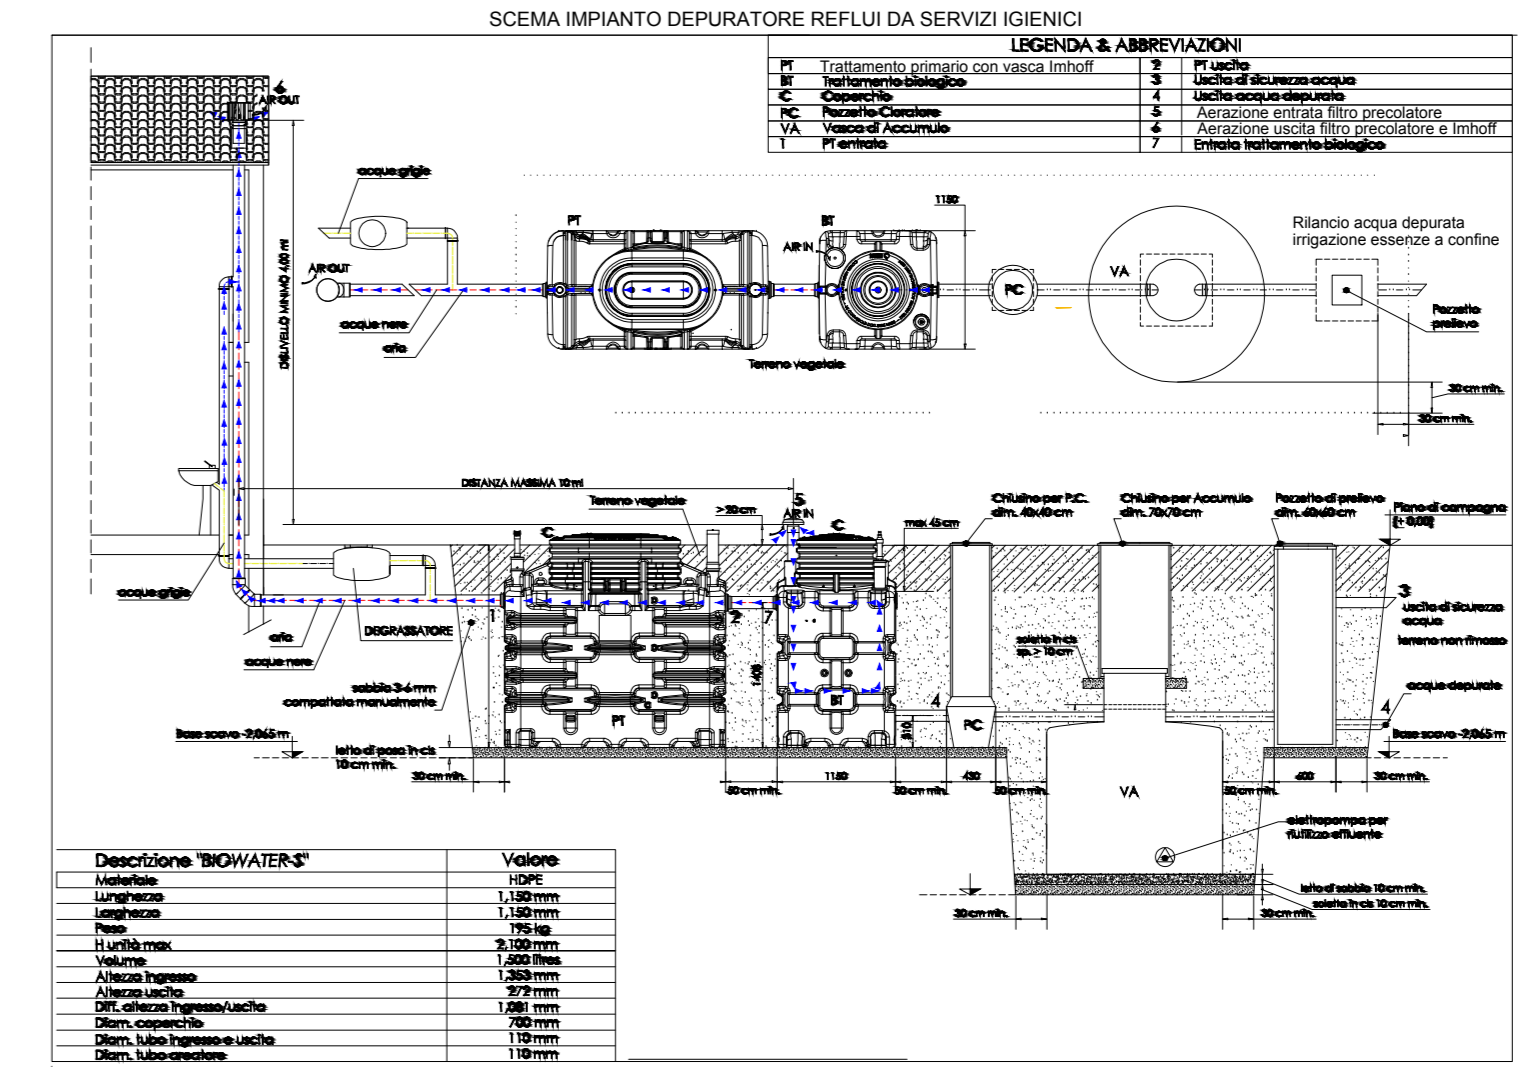 SCEMA IMPIANTO DEPURATORE REFLUI DA SERVIZI IGIENICI
LEGENDA & ABBREVIAZIONI
PT Trattamento primario con vasca Imhoff 2 PT uscita
BT Trattamento biologico 3 Uscita di sicurezza acqua
C Coperchio 4 Uscita acqua depurata
PC Pozzetto Cloratore 5 Aerazione entrata filtro precolatore
VA Vasca di Accumulo 6 Aerazione uscita filtro precolatore e Imhoff
1 PT entrata 7 Entrata trattamento biologico
6
AIR OUT
acque grigie
DISLIVELLO MINIMO 4,00 ml
AIR OUT
acque nere
aria
PT
BT
1150
AIR IN
PC
VA
Rilancio acqua depurata
irrigazione essenze a confine
Pozzetto
prelievo
Terreno vegetale
30 cm min.
30 cm min.
DISTANZA MASSIMA 10 ml
Terreno vegetale
> 20 cm
5
AIR IN
C
C
max 45 cm
Chiusino per P.C.
dim. 40x40 cm
Chiusino per Accumulo
dim. 70x70 cm
Pozzetto di prelievo
dim. 60x60 cm
Piano di campagna
(+ 0,00)
acque grigie
aria
acque nere
DEGRASSATORE
1
2
7
sabbia 3-6 mm
compattata manualmente
PT
1405
BT
4
510
PC
soletta in cls
sp. > 10 cm
3
uscita di sicurezza
acqua
terreno non rimosso
acque depurate
4
Base scavo -2,065 m
Base scavo -2,065 m
letto di posa in cls
10 cm min.
30 cm min.
50 cm min.
1150
50 cm min.
430
50 cm min.
50 cm min.
600
30 cm min.
VA
elettropompa per
riutilizzo effluente
letto di sabbia 10 cm min.
soletta in cls 10 cm min.
30 cm min.
30 cm min.
Descrizione "BIOWATER-S" Valore
Materiale HDPE
Lunghezza 1,150 mm
Larghezza 1,150 mm
Peso 195 kg
H unità max 2,100 mm
Volume 1,500 litres
Altezza ingresso 1,353 mm
Altezza uscita 272 mm
Diff. altezza ingresso/uscita 1,081 mm
Diam. coperchio 700 mm
Diam. tubo ingresso e uscita 110 mm
Diam. tubo areatore 110 mm